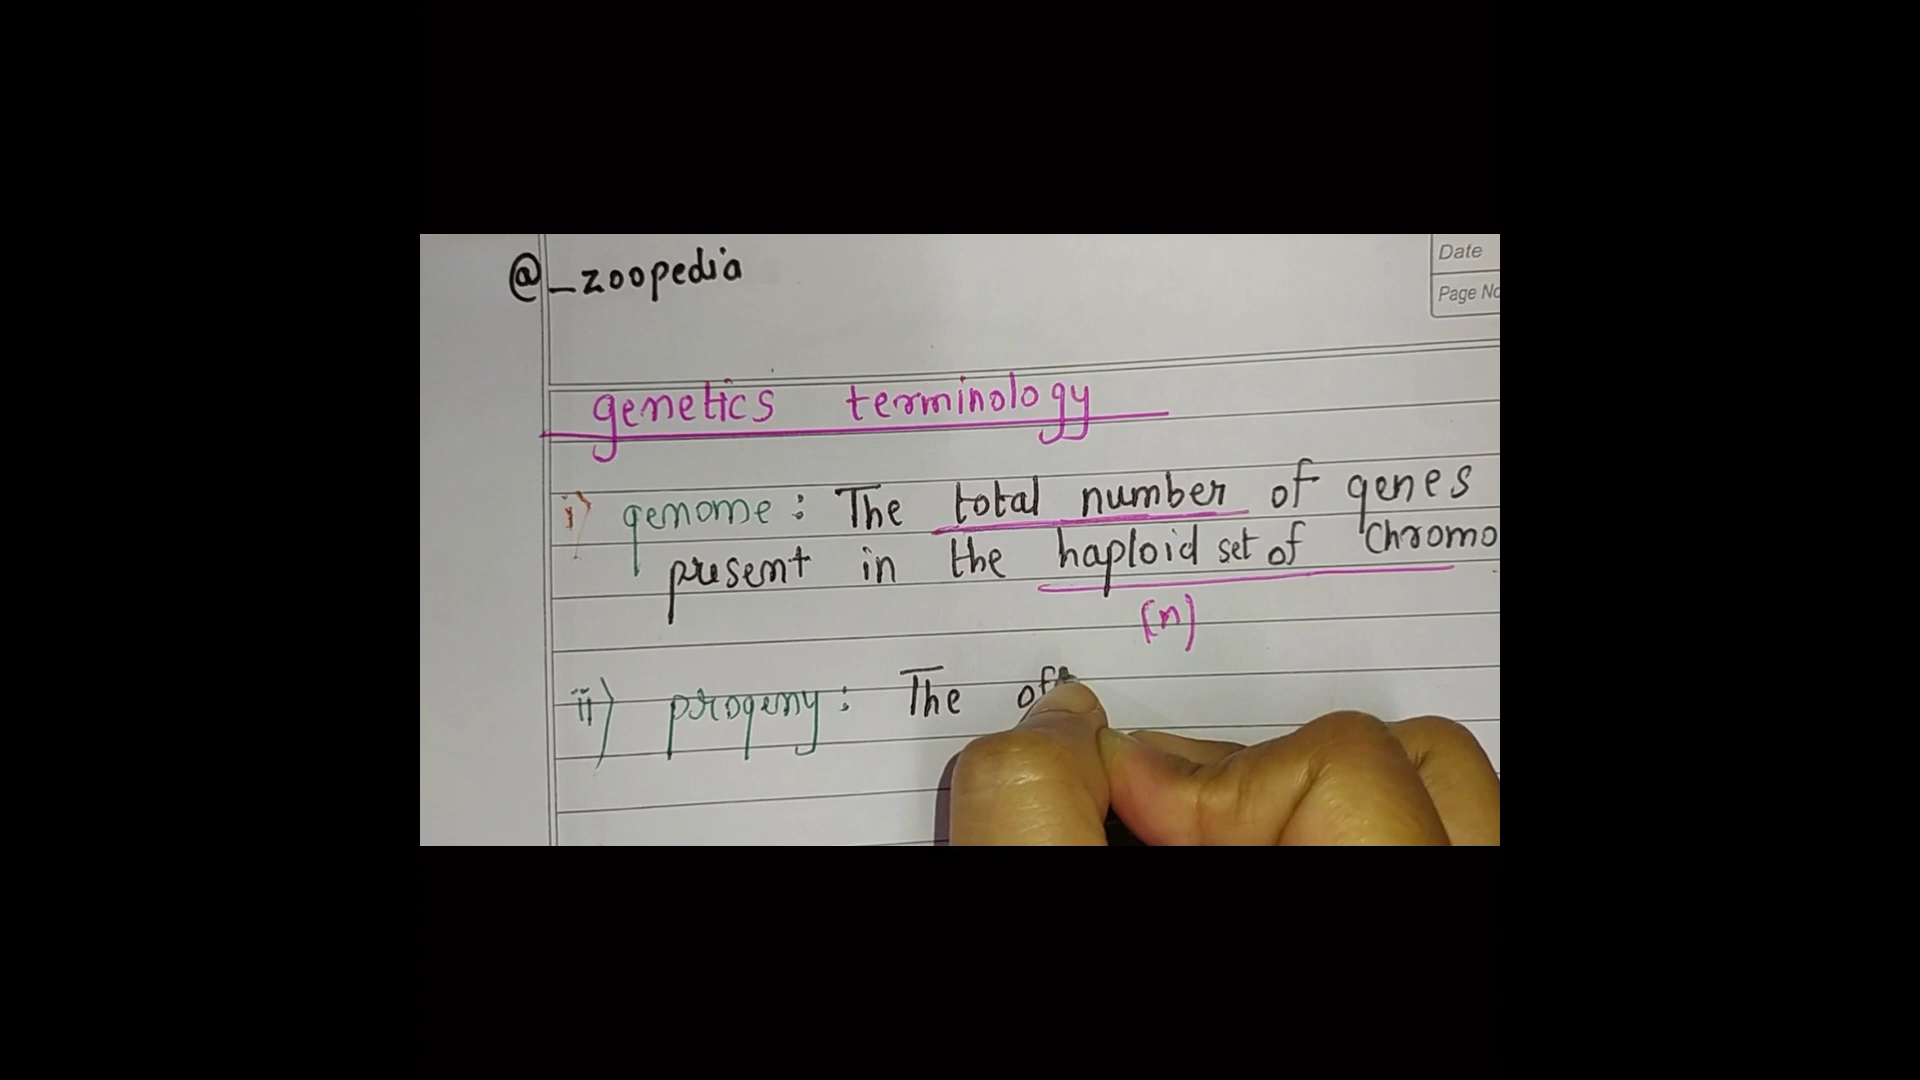 @_zoopedia
Date
Page No
genetics terminology
i) genome: The total number of genes
present in the haploid set of Chromo
(n)
ii) progeny: The off